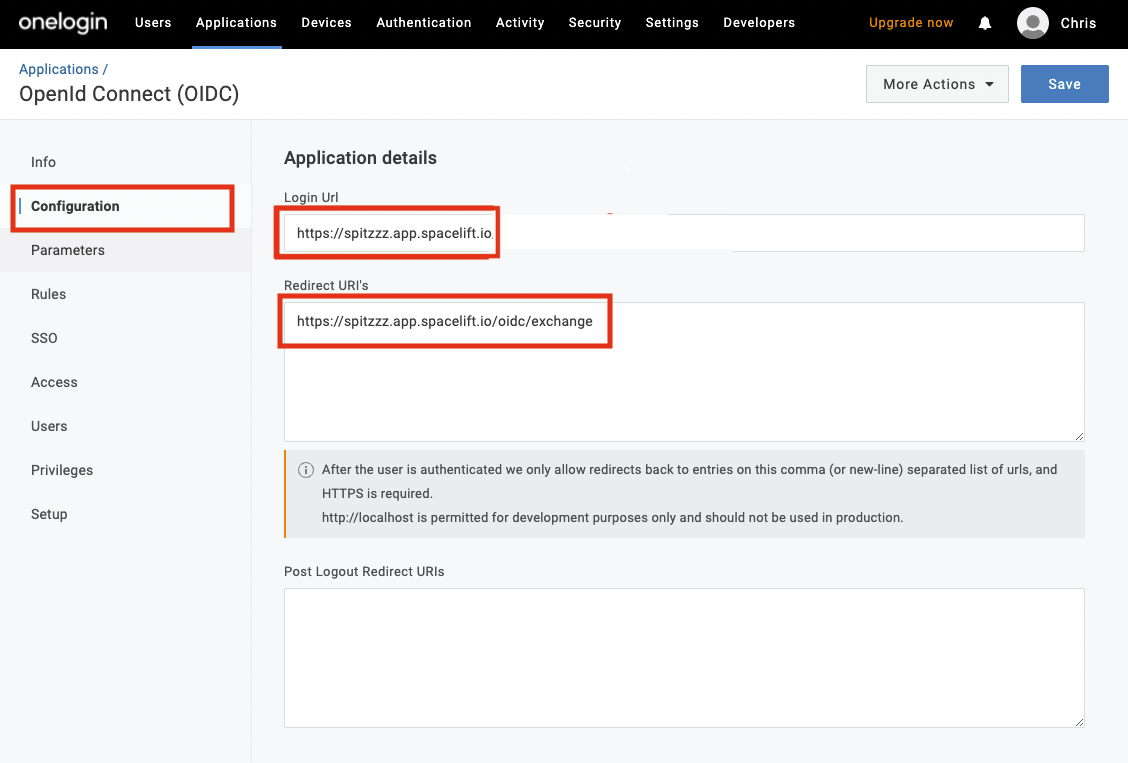 onelogin Users Applications Devices Authentication Activity Security Settings Developers Upgrade now Chris
Applications /
OpenId Connect (OIDC)
More Actions Save
Info
Configuration
Parameters
Rules
SSO
Access
Users
Privileges
Setup
Application details
Login Url
https://spitzzz.app.spacelift.io
Redirect URI's
https://spitzzz.app.spacelift.io/oidc/exchange
After the user is authenticated we only allow redirects back to entries on this comma (or new-line) separated list of urls, and
HTTPS is required.
http://localhost is permitted for development purposes only and should not be used in production.
Post Logout Redirect URIs